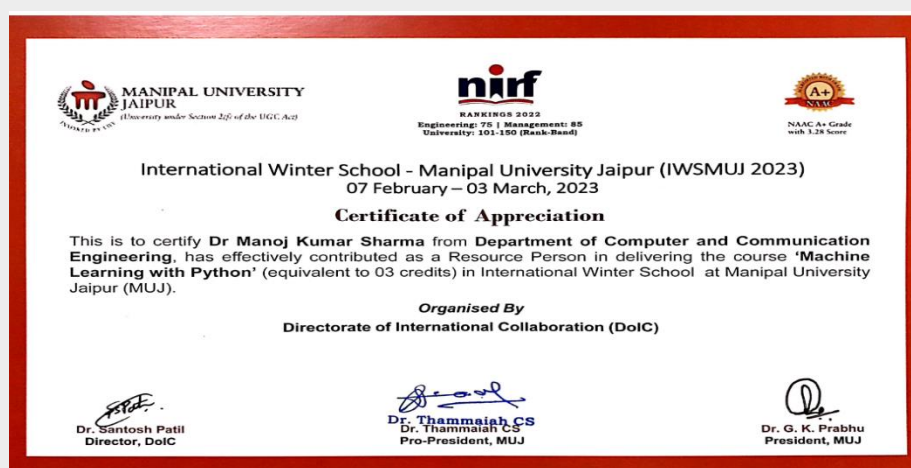 MANIPAL UNIVERSITY
JAIPUR
(University under Section 2(f) of the UGC Act)
INSPIRED BY LIFE
nirf
RANKINGS 2022
Engineering: 75 | Management: 85
University: 101-150 (Rank-Band)
A+
NAAC
NAAC A+ Grade
with 3.28 Score
International Winter School - Manipal University Jaipur (IWSMUJ 2023)
07 February – 03 March, 2023
Certificate of Appreciation
This is to certify Dr Manoj Kumar Sharma from Department of Computer and Communication
Engineering, has effectively contributed as a Resource Person in delivering the course ‘Machine
Learning with Python’ (equivalent to 03 credits) in International Winter School at Manipal University
Jaipur (MUJ).
Organised By
Directorate of International Collaboration (DoIC)
Dr. Santosh Patil
Director, DoIC
Dr. Thammaiah CS
Dr. Thammaiah CS
Pro-President, MUJ
Dr. G. K. Prabhu
President, MUJ